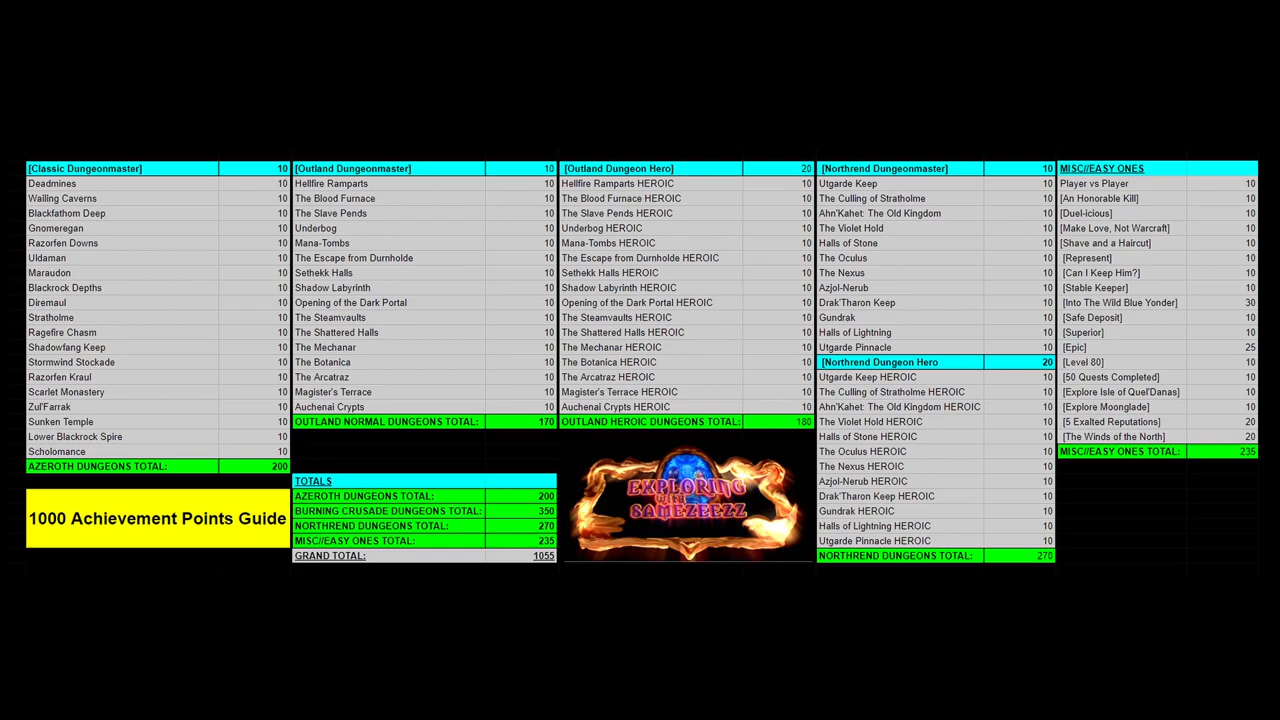 [Classic Dungeonmaster] 10
Deadmines 10
Wailing Caverns 10
Blackfathom Deep 10
Gnomeregan 10
Razorfen Downs 10
Uldaman 10
Maraudon 10
Blackrock Depths 10
Diremaul 10
Stratholme 10
Ragefire Chasm 10
Shadowfang Keep 10
Stormwind Stockade 10
Razorfen Kraul 10
Scarlet Monastery 10
Zul'Farrak 10
Sunken Temple 10
Lower Blackrock Spire 10
Scholomance 10
AZEROTH DUNGEONS TOTAL: 200
1000 Achievement Points Guide
[Outland Dungeonmaster] 10
Hellfire Ramparts 10
The Blood Furnace 10
The Slave Pends 10
Underbog 10
Mana-Tombs 10
The Escape from Durnholde 10
Sethekk Halls 10
Shadow Labyrinth 10
Opening of the Dark Portal 10
The Steamvaults 10
The Shattered Halls 10
The Mechanar 10
The Botanica 10
The Arcatraz 10
Magister's Terrace 10
Auchenai Crypts 10
OUTLAND NORMAL DUNGEONS TOTAL: 170
TOTALS
AZEROTH DUNGEONS TOTAL: 200
BURNING CRUSADE DUNGEONS TOTAL: 350
NORTHREND DUNGEONS TOTAL: 270
MISC//EASY ONES TOTAL: 235
GRAND TOTAL: 1055
[Outland Dungeon Hero] 20
Hellfire Ramparts HEROIC 10
The Blood Furnace HEROIC 10
The Slave Pends HEROIC 10
Underbog HEROIC 10
Mana-Tombs HEROIC 10
The Escape from Durnholde HEROIC 10
Sethekk Halls HEROIC 10
Shadow Labyrinth HEROIC 10
Opening of the Dark Portal HEROIC 10
The Steamvaults HEROIC 10
The Shattered Halls HEROIC 10
The Mechanar HEROIC 10
The Botanica HEROIC 10
The Arcatraz HEROIC 10
Magister's Terrace HEROIC 10
Auchenai Crypts HEROIC 10
OUTLAND HEROIC DUNGEONS TOTAL: 180
EXPLORING
WITH
SAMEZEEZZ
[Northrend Dungeonmaster] 10
Utgarde Keep 10
The Culling of Stratholme 10
Ahn'Kahet: The Old Kingdom 10
The Violet Hold 10
Halls of Stone 10
The Oculus 10
The Nexus 10
Azjol-Nerub 10
Drak'Tharon Keep 10
Gundrak 10
Halls of Lightning 10
Utgarde Pinnacle 10
[Northrend Dungeon Hero 20
Utgarde Keep HEROIC 10
The Culling of Stratholme HEROIC 10
Ahn'Kahet: The Old Kingdom HEROIC 10
The Violet Hold HEROIC 10
Halls of Stone HEROIC 10
The Oculus HEROIC 10
The Nexus HEROIC 10
Azjol-Nerub HEROIC 10
Drak'Tharon Keep HEROIC 10
Gundrak HEROIC 10
Halls of Lightning HEROIC 10
Utgarde Pinnacle HEROIC 10
NORTHREND DUNGEONS TOTAL: 270
MISC//EASY ONES
Player vs Player 10
[An Honorable Kill] 10
[Duel-icious] 10
[Make Love, Not Warcraft] 10
[Shave and a Haircut] 10
[Represent] 10
[Can I Keep Him?] 10
[Stable Keeper] 10
[Into The Wild Blue Yonder] 30
[Safe Deposit] 10
[Superior] 10
[Epic] 25
[Level 80] 10
[50 Quests Completed] 10
[Explore Isle of Quel'Danas] 10
[Explore Moonglade] 10
[5 Exalted Reputations] 20
[The Winds of the North] 20
MISC//EASY ONES TOTAL: 235